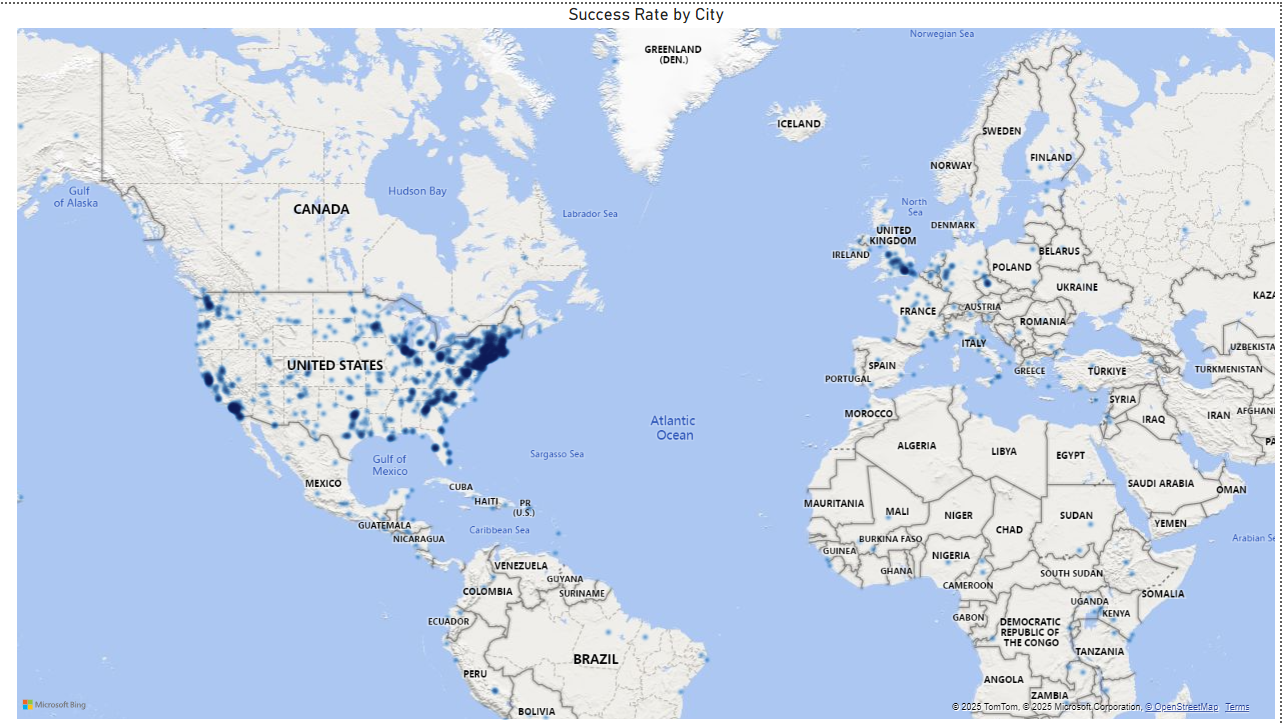 Success Rate by City
Norwegian Sea
GREENLAND
(DEN.)
ICELAND
SWEDEN
FINLAND
NORWAY
Gulf
of Alaska
Hudson Bay
CANADA
Labrador Sea
North
Sea
DENMARK
UNITED
KINGDOM
IRELAND
BELARUS
POLAND
UKRAINE
KAZA
FRANCE
AUSTRIA
ROMANIA
ITALY
UZBEKISTA
UNITED STATES
SPAIN
GREECE
TÜRKIYE
TURKMENISTAN
PORTUGAL
SYRIA
MOROCCO
IRAQ
IRAN
AFGHANI
PA
Atlantic
Ocean
ALGERIA
LIBYA
EGYPT
Gulf of
Mexico
Sargasso Sea
MEXICO
CUBA
SAUDI ARABIA
OMAN
HAITI
PR
(U.S.)
MAURITANIA
MALI
NIGER
CHAD
SUDAN
YEMEN
GUATEMALA
Caribbean Sea
NICARAGUA
BURKINA FASO
Arabian Se
GUINEA
NIGERIA
VENEZUELA
GHANA
SOUTH SUDAN
GUYANA
CAMEROON
COLOMBIA
SURINAME
SOMALIA
UGANDA
KENYA
ECUADOR
GABON
DEMOCRATIC
REPUBLIC OF
THE CONGO
TANZANIA
BRAZIL
PERU
ANGOLA
ZAMBIA
BOLIVIA
Microsoft Bing
© 2025 TomTom, © 2025 Microsoft Corporation, © OpenStreetMap Terms